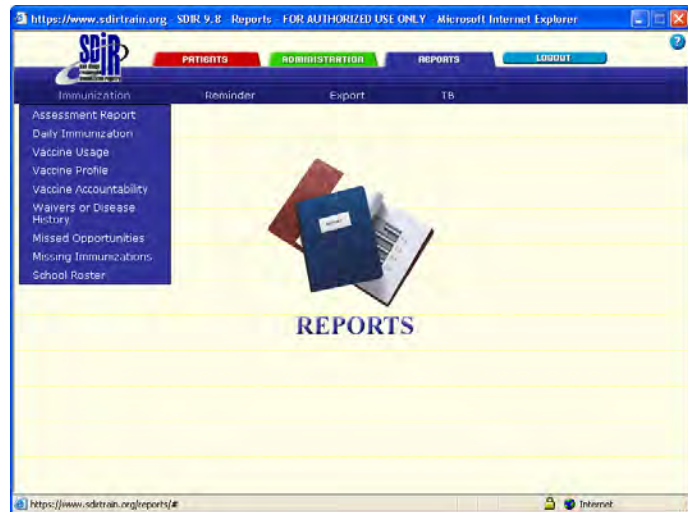 https://www.sdirtrain.org - SDIR 9.8 - Reports - FOR AUTHORIZED USE ONLY - Microsoft Internet Explorer
SDIR
PATIENTS
ADMINISTRATION
REPORTS
LOGOUT
?
Immunization
Reminder
Export
TB
Assessment Report
Daily Immunization
Vaccine Usage
Vaccine Profile
Vaccine Accountability
Waivers or Disease
History
Missed Opportunities
Missing Immunizations
School Roster
REPORTS
https://www.sdirtrain.org/reports/#
Internet